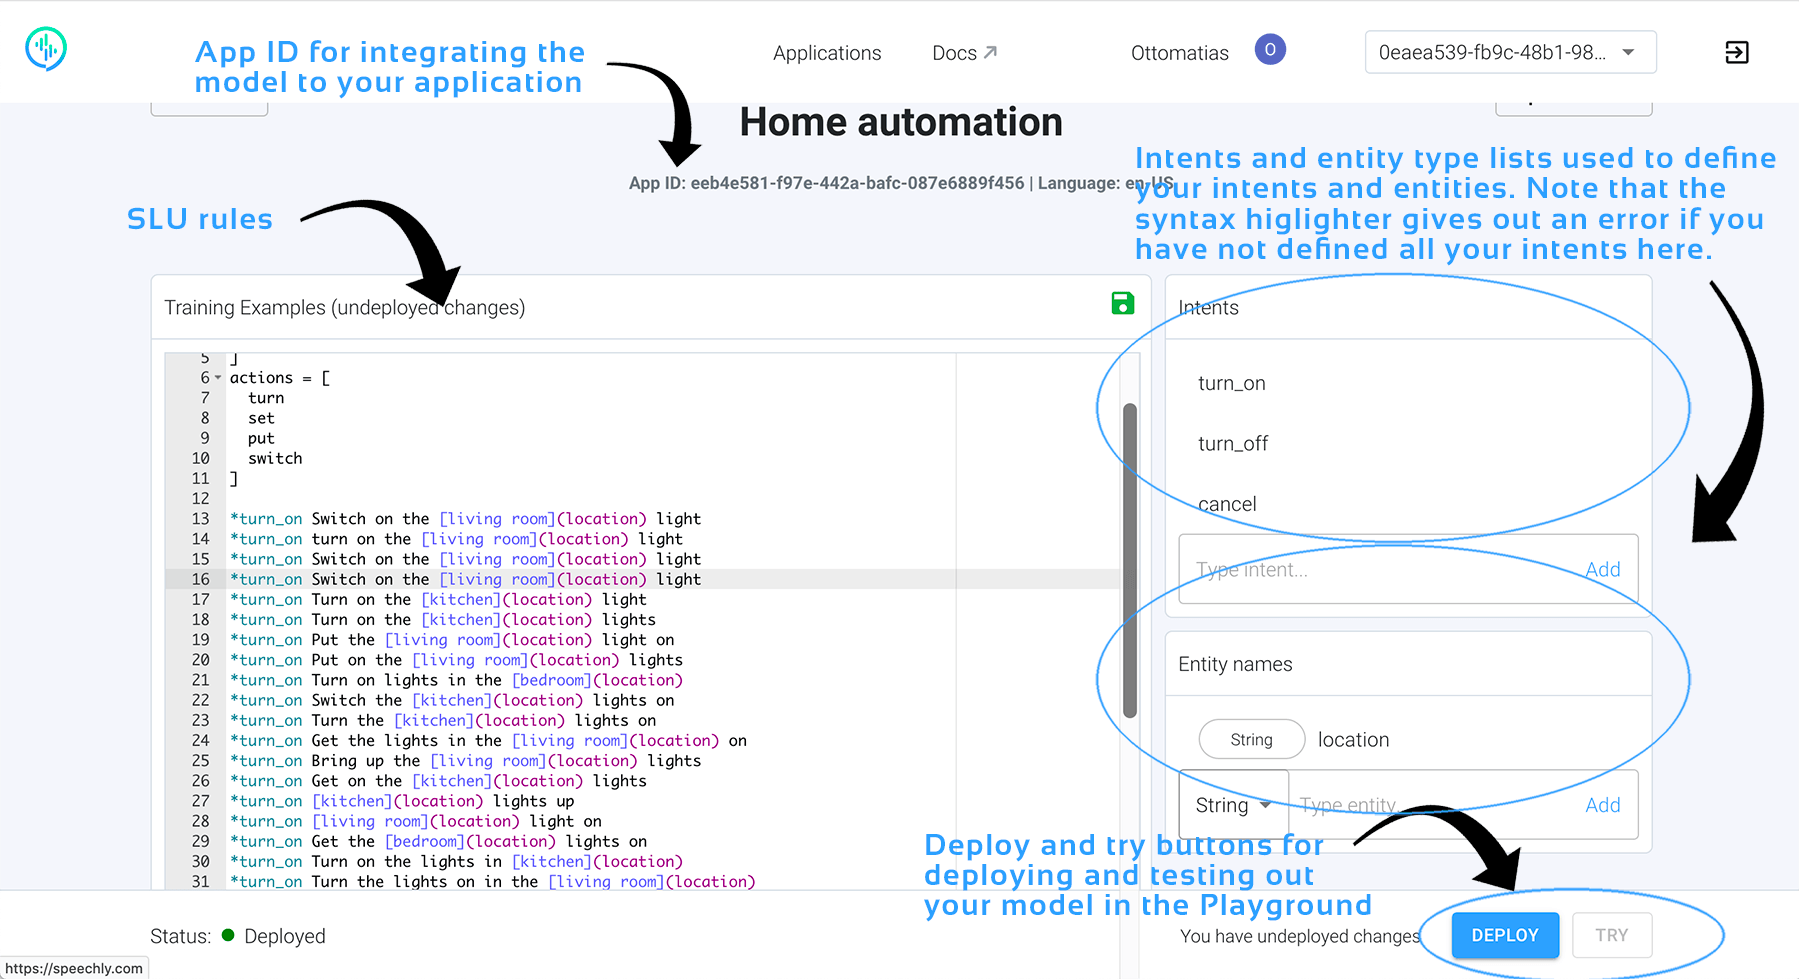 App ID for integrating the
model to your application
Applications
Docs
Ottomatias
O
0eaea539-fb9c-48b1-98...
Home automation
App ID: eeb4e581-f97e-442a-bafc-087e6889f456 | Language: en-US
Intents and entity type lists used to define
your intents and entities. Note that the
syntax higlighter gives out an error if you
have not defined all your intents here.
SLU rules
Training Examples (undeployed changes)
5 ]
6 actions = [
7 turn
8 set
9 put
10 switch
11 ]
12
13 *turn_on Switch on the [living room](location) light
14 *turn_on turn on the [living room](location) light
15 *turn_on Switch on the [living room](location) light
16 *turn_on Switch on the [living room](location) light
17 *turn_on Turn on the [kitchen](location) light
18 *turn_on Turn on the [kitchen](location) lights
19 *turn_on Put the [living room](location) light on
20 *turn_on Put on the [living room](location) lights
21 *turn_on Turn on lights in the [bedroom](location)
22 *turn_on Switch the [kitchen](location) lights on
23 *turn_on Turn the [kitchen](location) lights on
24 *turn_on Get the lights in the [living room](location) on
25 *turn_on Bring up the [living room](location) lights
26 *turn_on Get on the [kitchen](location) lights
27 *turn_on [kitchen](location) lights up
28 *turn_on [living room](location) light on
29 *turn_on Get the [bedroom](location) lights on
30 *turn_on Turn on the lights in [kitchen](location)
31 *turn_on Turn the lights on in the [living room](location)
Intents
turn_on
turn_off
cancel
Type intent...
Add
Entity names
String
location
String
Type entity
Add
Deploy and try buttons for
deploying and testing out
your model in the Playground
Status:
Deployed
You have undeployed changes
DEPLOY
TRY
https://speechly.com